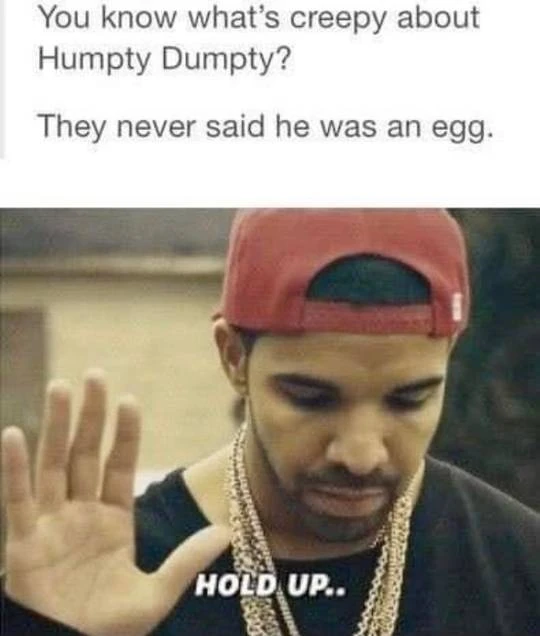 You know what's creepy about
Humpty Dumpty?
They never said he was an egg.
HOLD UP..